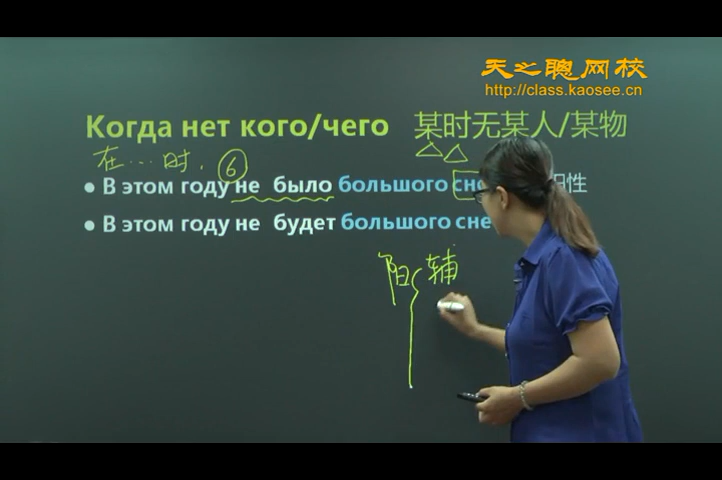 天之聪网校
http://class.kaosee.cn
Когда нет кого/чего 某时无某人/某物
在…时. ⑥
● В этом году не было большого сне 阳性
● В этом году не будет большого сне
阳 { 辅